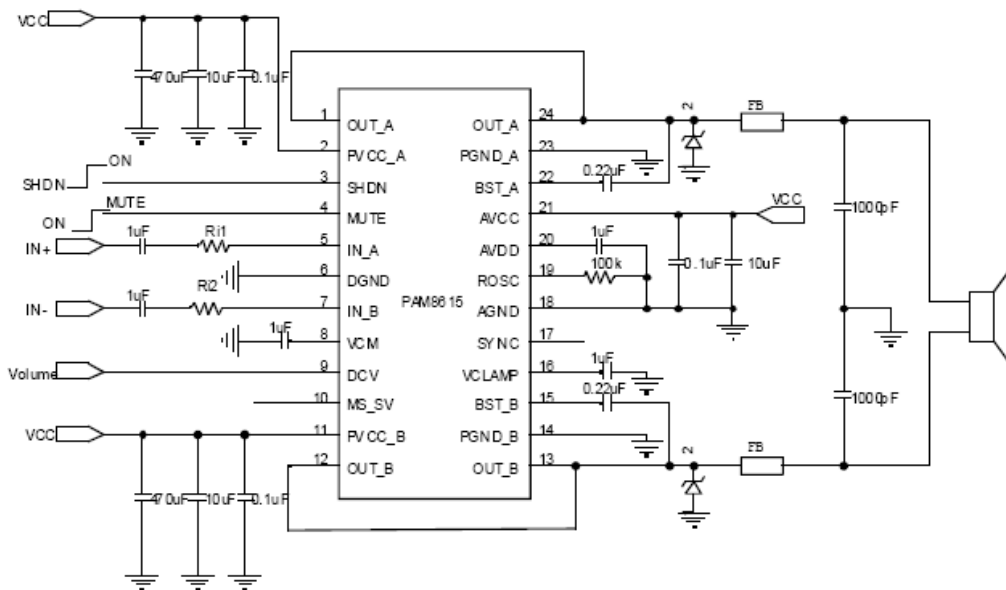 VCC
470uF 10uF 0.1uF
1 OUT_A
2 PVCC_A
ON
SHDN
3 SHDN
ON MUTE
4 MUTE
IN+ 1uF Ri1
5 IN_A
6 DGND
IN- 1uF Ri2
7 IN_B
1uF
8 VCM
Volume
9 DCV
10 MS_SV
VCC
11 PVCC_B
12 OUT_B
470uF 10uF 0.1uF
PAM8615
OUT_A 24
PGND_A 23
BST_A 22
0.22uF
AVCC 21
VCC
AVDD 20
1uF
ROSC 19
100k
0.1uF 10uF
AGND 18
SYNC 17
VCLAMP 16
1uF
BST_B 15
0.22uF
PGND_B 14
OUT_B 13
2
FB
1000pF
1000pF
2
FB